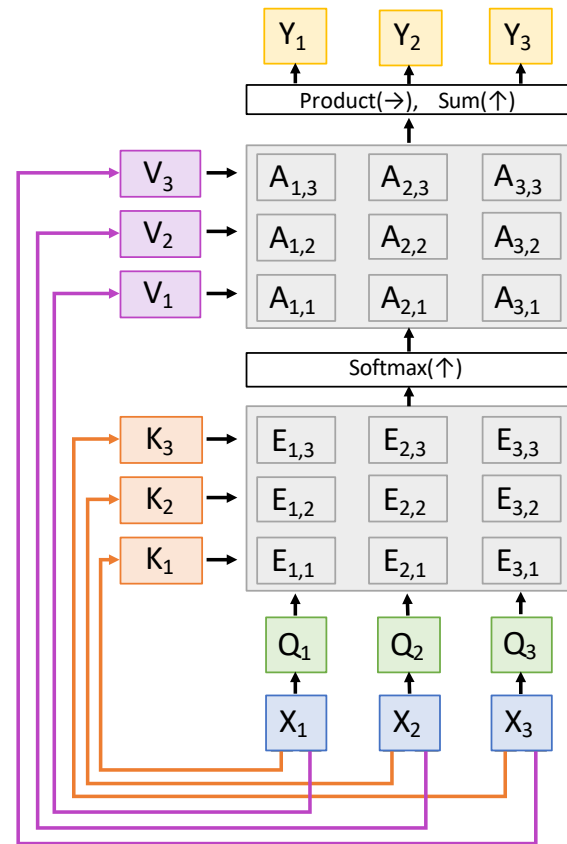 Y₁ Y₂ Y₃
Product(→), Sum(↑)
V₃ A₁,₃ A₂,₃ A₃,₃
V₂ A₁,₂ A₂,₂ A₃,₂
V₁ A₁,₁ A₂,₁ A₃,₁
Softmax(↑)
K₃ E₁,₃ E₂,₃ E₃,₃
K₂ E₁,₂ E₂,₂ E₃,₂
K₁ E₁,₁ E₂,₁ E₃,₁
Q₁ Q₂ Q₃
X₁ X₂ X₃